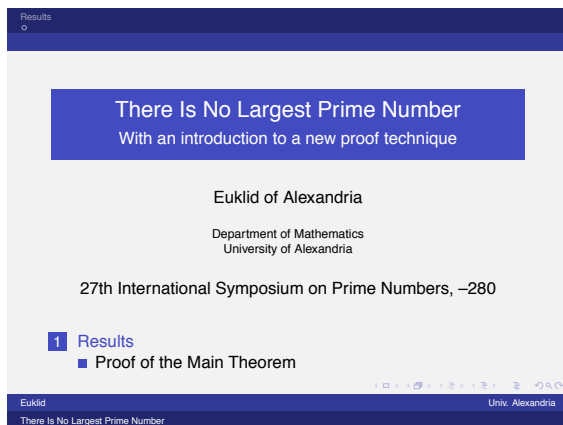 Results
There Is No Largest Prime Number
With an introduction to a new proof technique
Euklid of Alexandria
Department of Mathematics
University of Alexandria
27th International Symposium on Prime Numbers, –280
1 Results
Proof of the Main Theorem
Euklid Univ. Alexandria
There Is No Largest Prime Number